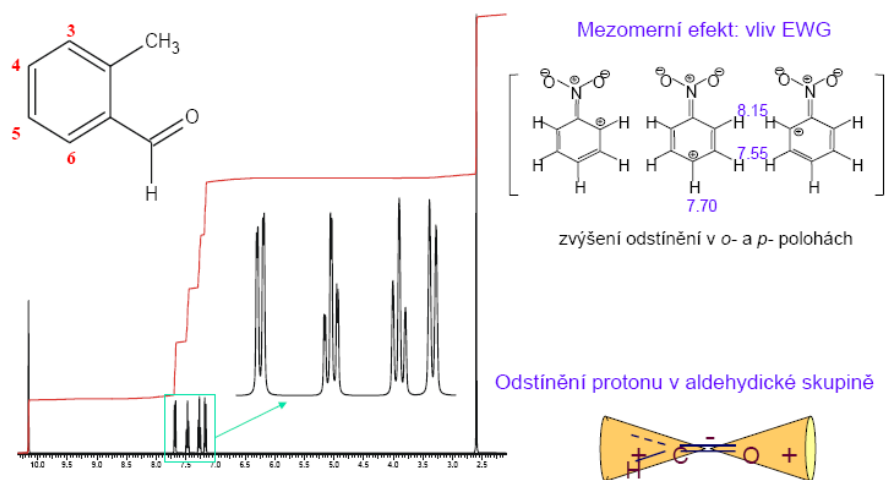 3
CH3
4
5
6
O
H
Mezomerní efekt: vliv EWG
⊖O N⊕ O⊖ ⊖O N⊕ O⊖ ⊖O N⊕ O⊖
H ⊕ H H 8.15 H H
⊖
H H H ⊕ 7.55 H H
H H H
7.70
zvýšení odstínění v o- a p- polohách
Odstínění protonu v aldehydické skupině
+ C - O +
H
10.0 9.5 9.0 8.5 8.0 7.5 7.0 6.5 6.0 5.5 5.0 4.5 4.0 3.5 3.0 2.5